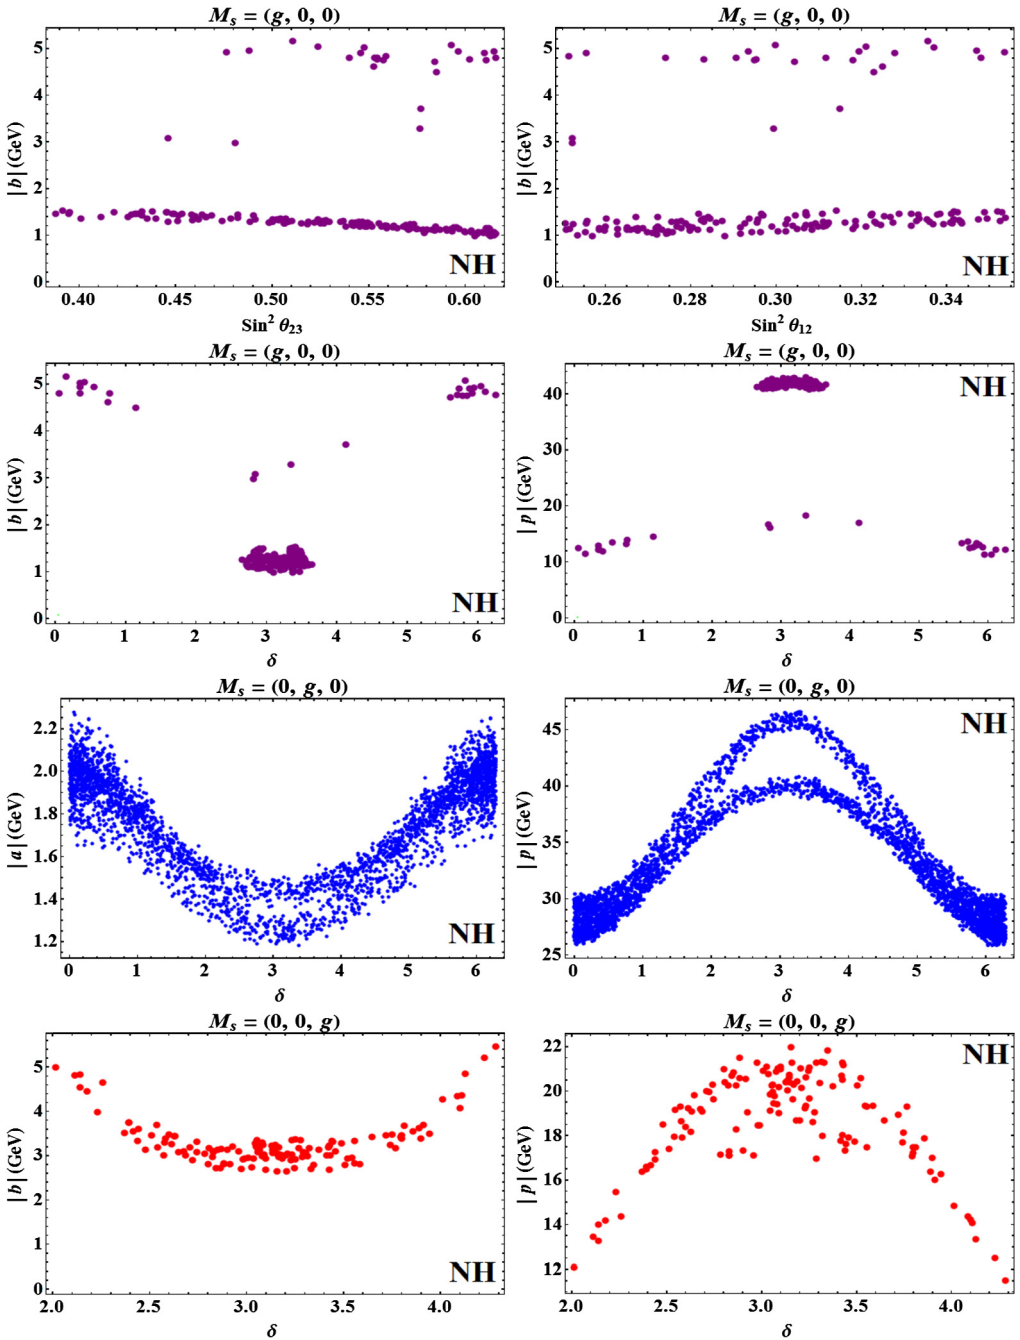 M_s = (g, 0, 0)
|b| (GeV)
5
4
3
2
1
0
NH
0.40 0.45 0.50 0.55 0.60
Sin² θ₂₃
M_s = (g, 0, 0)
|b| (GeV)
5
4
3
2
1
0
NH
0.26 0.28 0.30 0.32 0.34
Sin² θ₁₂
M_s = (g, 0, 0)
|b| (GeV)
5
4
3
2
1
0
NH
0 1 2 3 4 5 6
δ
M_s = (g, 0, 0)
|p| (GeV)
40
30
20
10
0
NH
0 1 2 3 4 5 6
δ
M_s = (0, g, 0)
|a| (GeV)
2.2
2.0
1.8
1.6
1.4
1.2
NH
0 1 2 3 4 5 6
δ
M_s = (0, g, 0)
|p| (GeV)
45
40
35
30
25
NH
0 1 2 3 4 5 6
δ
M_s = (0, 0, g)
|b| (GeV)
5
4
3
2
1
0
NH
2.0 2.5 3.0 3.5 4.0
δ
M_s = (0, 0, g)
|p| (GeV)
22
20
18
16
14
12
NH
2.0 2.5 3.0 3.5 4.0
δ